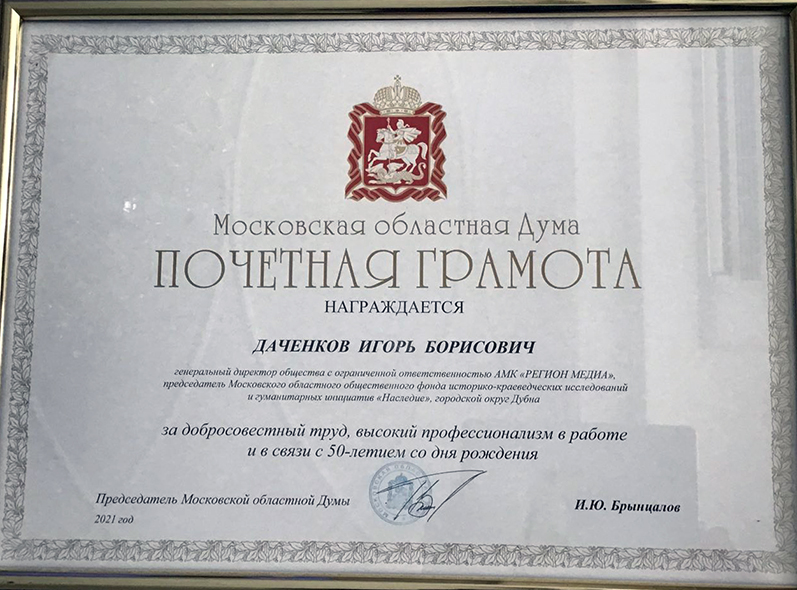 Московская областная Дума
ПОЧЕТНАЯ ГРАМОТА
НАГРАЖДАЕТСЯ
ДАЧЕНКОВ ИГОРЬ БОРИСОВИЧ
генеральный директор общества с ограниченной ответственностью АМК «РЕГИОН МЕДИА»,
председатель Московского областного общественного фонда историко-краеведческих исследований
и гуманитарных инициатив «Наследие», городской округ Дубна
за добросовестный труд, высокий профессионализм в работе
и в связи с 50-летием со дня рождения
Председатель Московской областной Думы
И.Ю. Брынцалов
2021 год